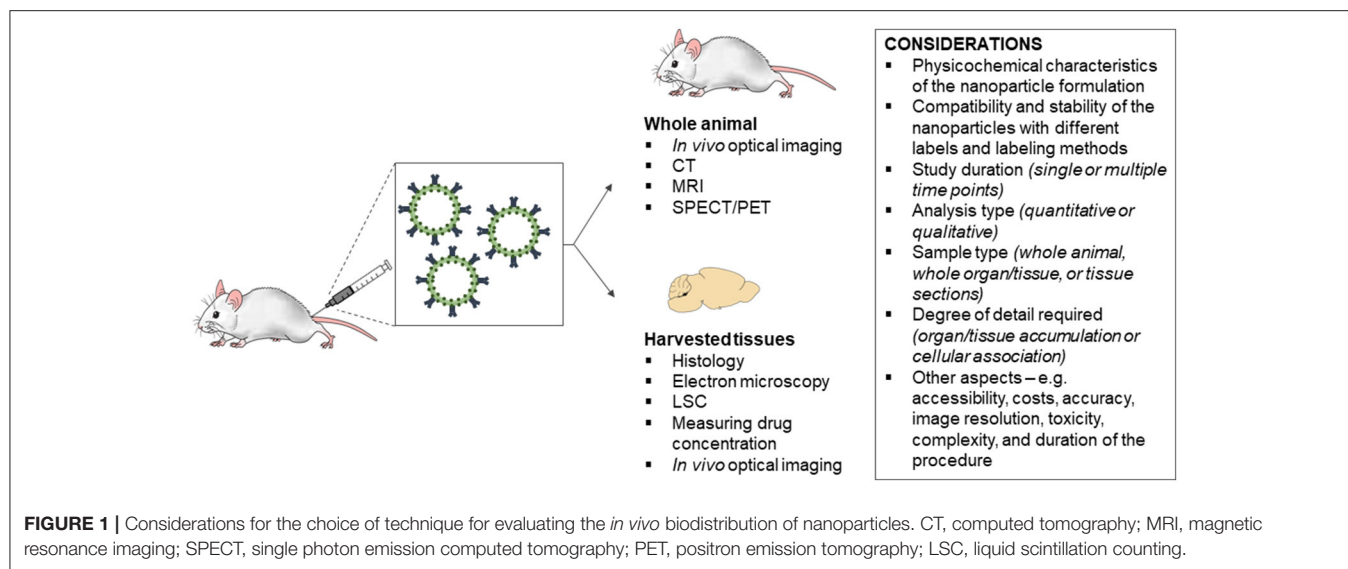 Whole animal
▪ In vivo optical imaging
▪ CT
▪ MRI
▪ SPECT/PET
Harvested tissues
▪ Histology
▪ Electron microscopy
▪ LSC
▪ Measuring drug
concentration
▪ In vivo optical imaging
CONSIDERATIONS
▪ Physicochemical characteristics
of the nanoparticle formulation
▪ Compatibility and stability of the
nanoparticles with different
labels and labeling methods
▪ Study duration (single or multiple
time points)
▪ Analysis type (quantitative or
qualitative)
▪ Sample type (whole animal,
whole organ/tissue, or tissue
sections)
▪ Degree of detail required
(organ/tissue accumulation or
cellular association)
▪ Other aspects – e.g.
accessibility, costs, accuracy,
image resolution, toxicity,
complexity, and duration of the
procedure
FIGURE 1 | Considerations for the choice of technique for evaluating the in vivo biodistribution of nanoparticles. CT, computed tomography; MRI, magnetic
resonance imaging; SPECT, single photon emission computed tomography; PET, positron emission tomography; LSC, liquid scintillation counting.